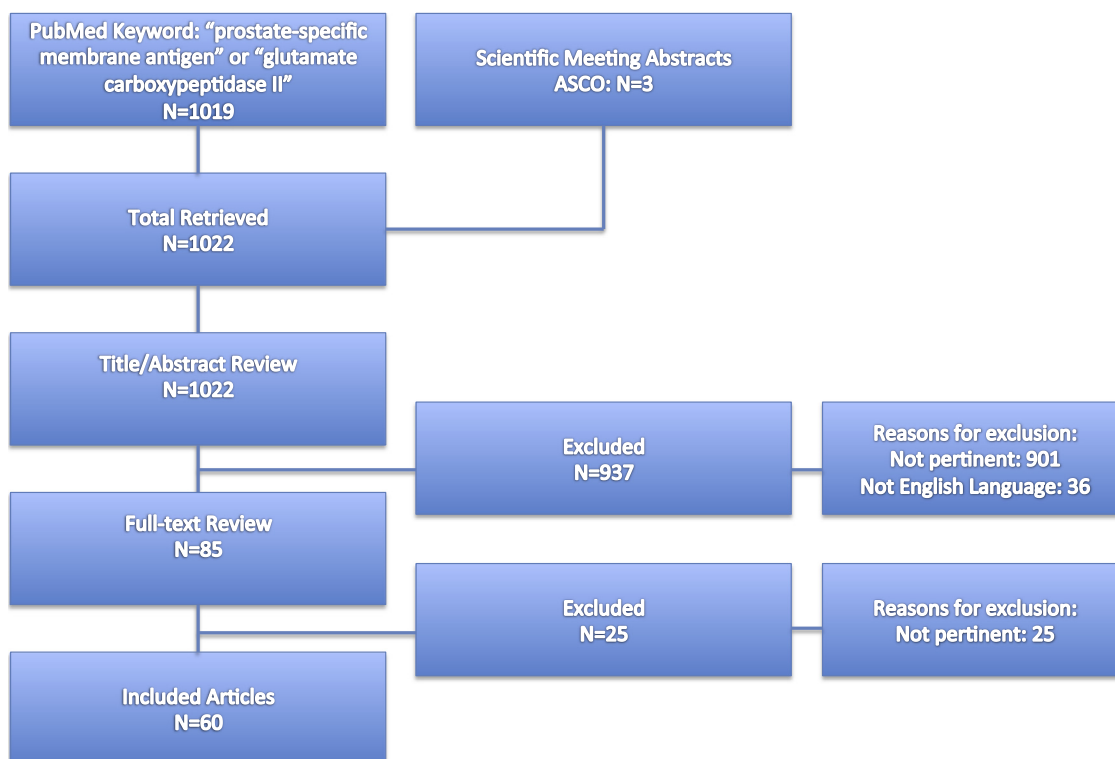 PubMed Keyword: “prostate-specific
membrane antigen” or “glutamate
carboxypeptidase II”
N=1019
Scientific Meeting Abstracts
ASCO: N=3
Total Retrieved
N=1022
Title/Abstract Review
N=1022
Excluded
N=937
Reasons for exclusion:
Not pertinent: 901
Not English Language: 36
Full-text Review
N=85
Excluded
N=25
Reasons for exclusion:
Not pertinent: 25
Included Articles
N=60